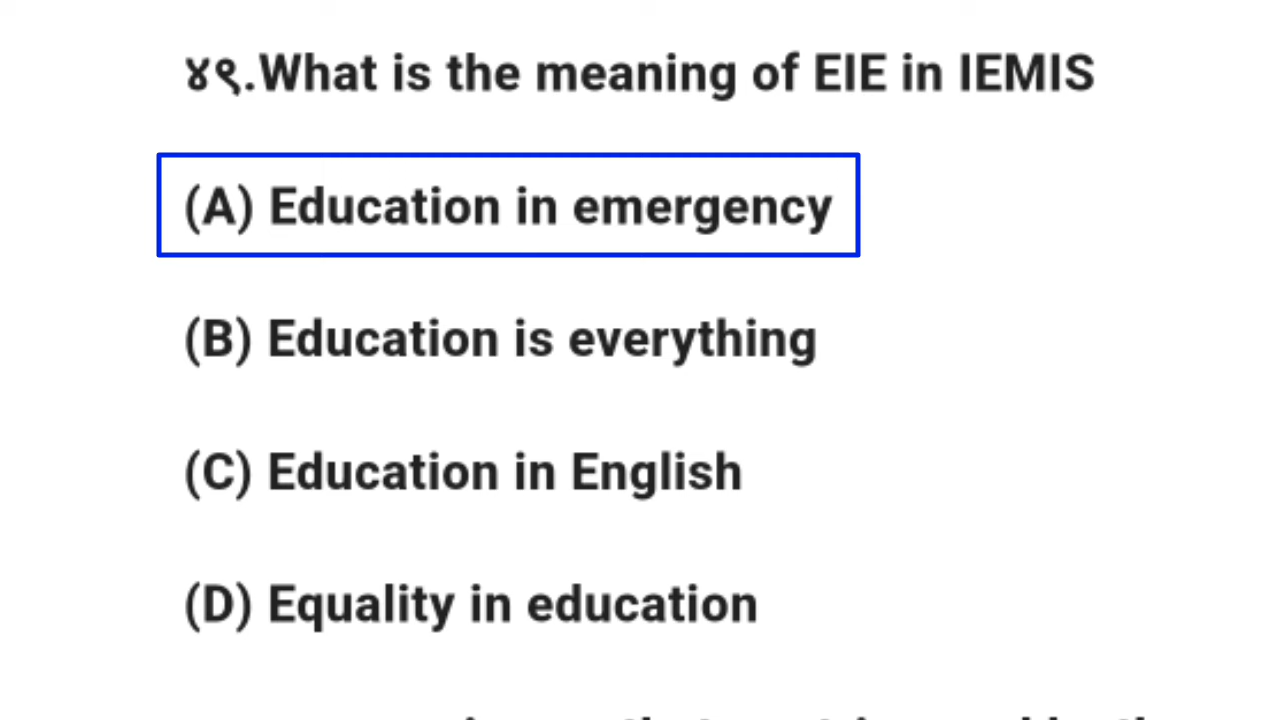 ४९.What is the meaning of EIE in IEMIS
(A) Education in emergency
(B) Education is everything
(C) Education in English
(D) Equality in education